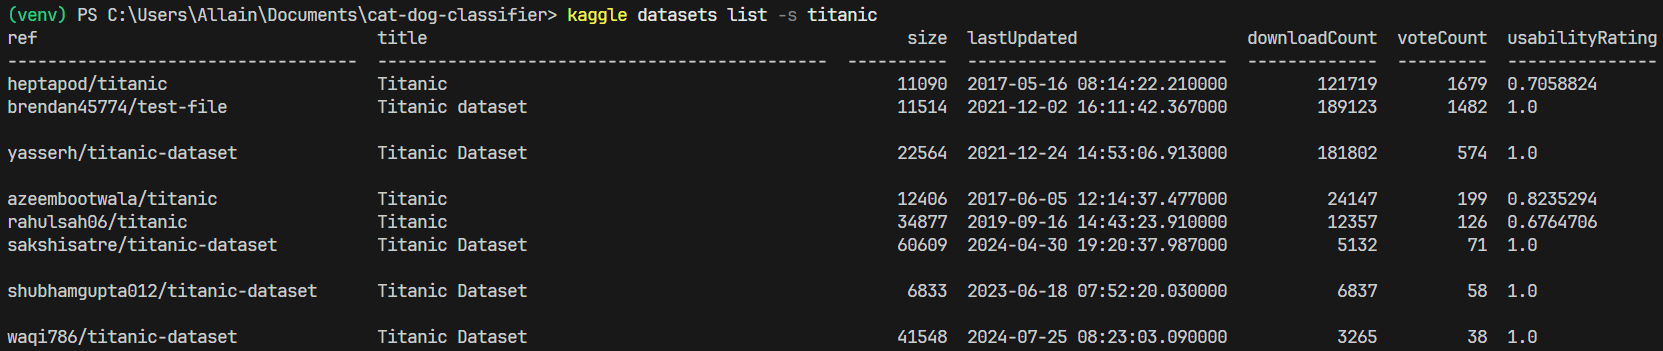 (venv) PS C:\Users\Allain\Documents\cat-dog-classifier> kaggle datasets list -s titanic
ref                                  title                                                size  lastUpdated                 downloadCount  voteCount  usabilityRating
-----------------------------------  ---------------------------------------------  ----------  --------------------------  -------------  ---------  ---------------
heptapod/titanic                     Titanic                                             11090  2017-05-16 08:14:22.210000         121719       1679  0.7058824
brendan45774/test-file               Titanic dataset                                     11514  2021-12-02 16:11:42.367000         189123       1482  1.0
yasserh/titanic-dataset              Titanic Dataset                                     22564  2021-12-24 14:53:06.913000         181802        574  1.0
azeembootwala/titanic                Titanic                                             12406  2017-06-05 12:14:37.477000          24147        199  0.8235294
rahulsah06/titanic                   Titanic                                             34877  2019-09-16 14:43:23.910000          12357        126  0.6764706
sakshisatre/titanic-dataset          Titanic Dataset                                     60609  2024-04-30 19:20:37.987000           5132         71  1.0
shubhamgupta012/titanic-dataset      Titanic Dataset                                      6833  2023-06-18 07:52:20.030000           6837         58  1.0
waqi786/titanic-dataset              Titanic Dataset                                     41548  2024-07-25 08:23:03.090000           3265         38  1.0